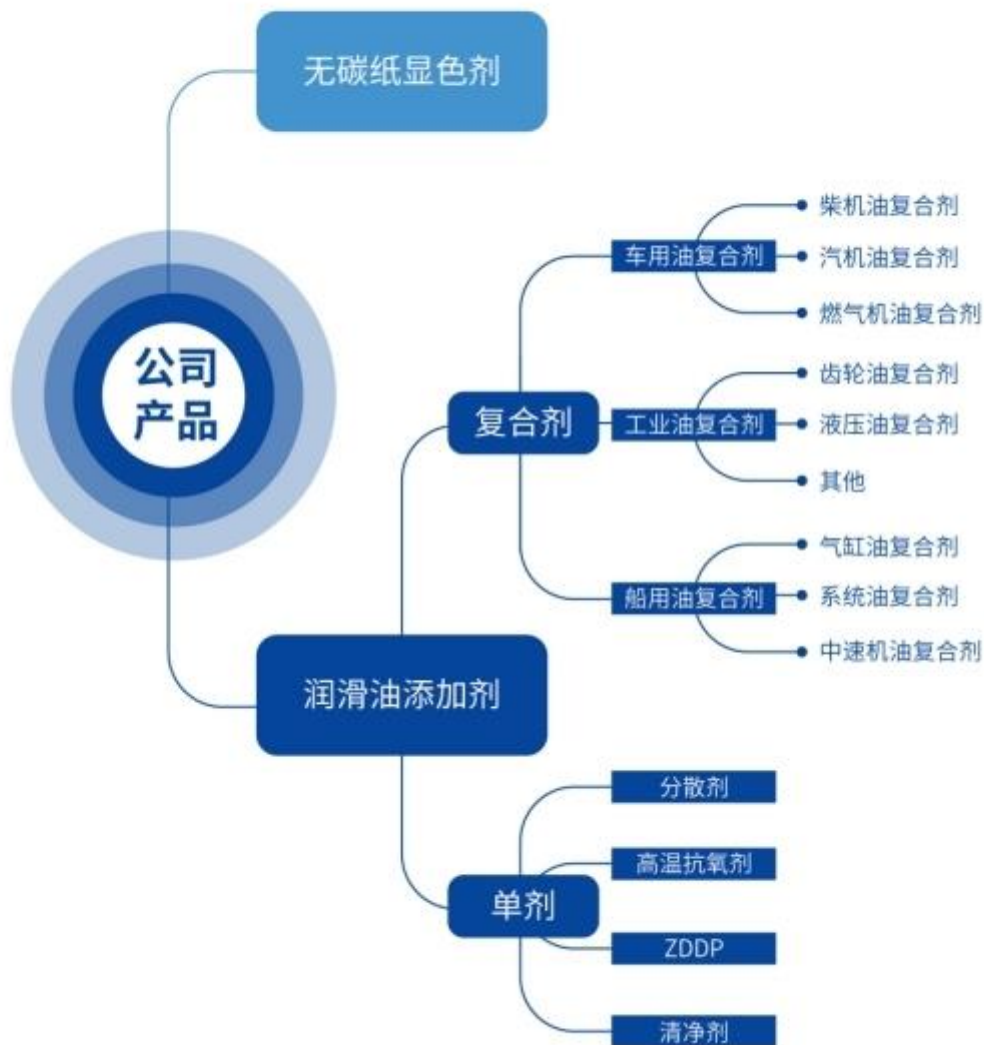 无碳纸显色剂
公司
产品
润滑油添加剂
复合剂
车用油复合剂
柴机油复合剂
汽机油复合剂
燃气机油复合剂
工业油复合剂
齿轮油复合剂
液压油复合剂
其他
船用油复合剂
气缸油复合剂
系统油复合剂
中速机油复合剂
单剂
分散剂
高温抗氧剂
ZDDP
清净剂